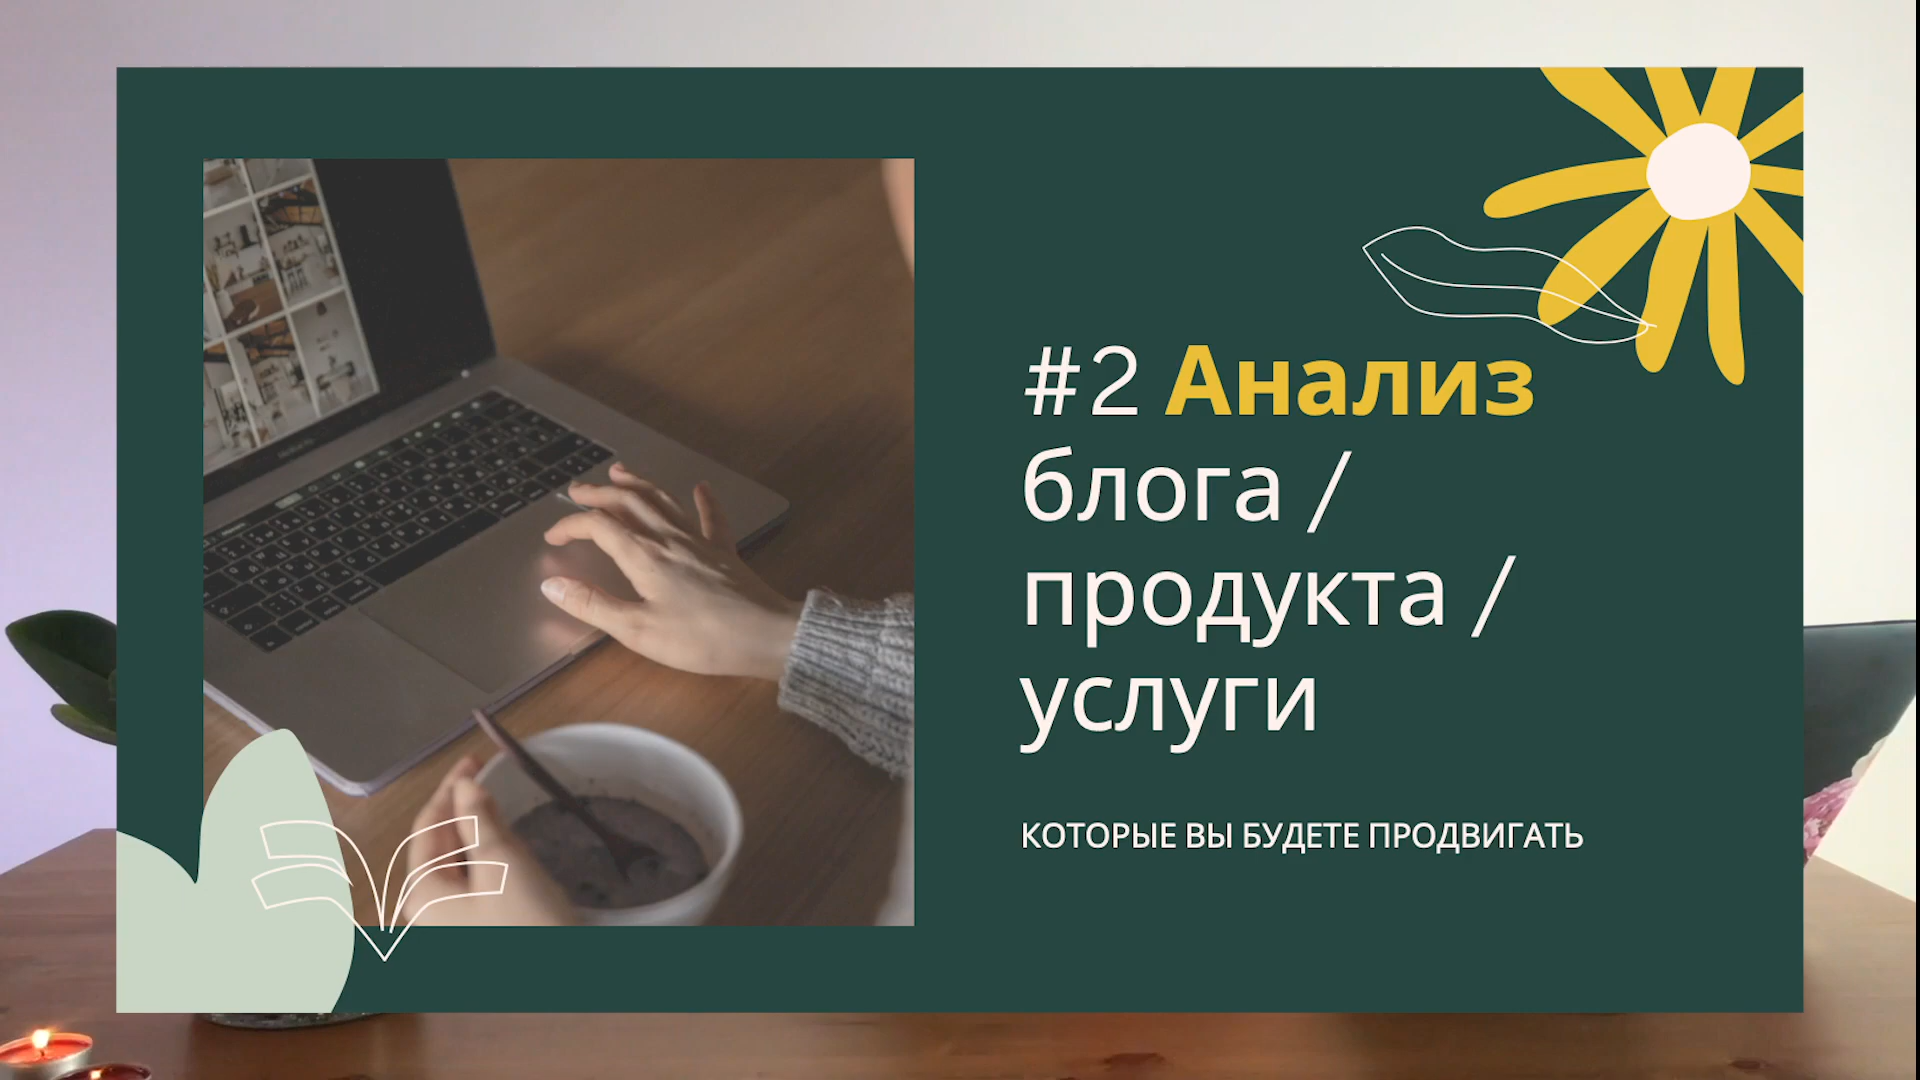 #2 Анализ
блога /
продукта /
услуги
КОТОРЫЕ ВЫ БУДЕТЕ ПРОДВИГАТЬ